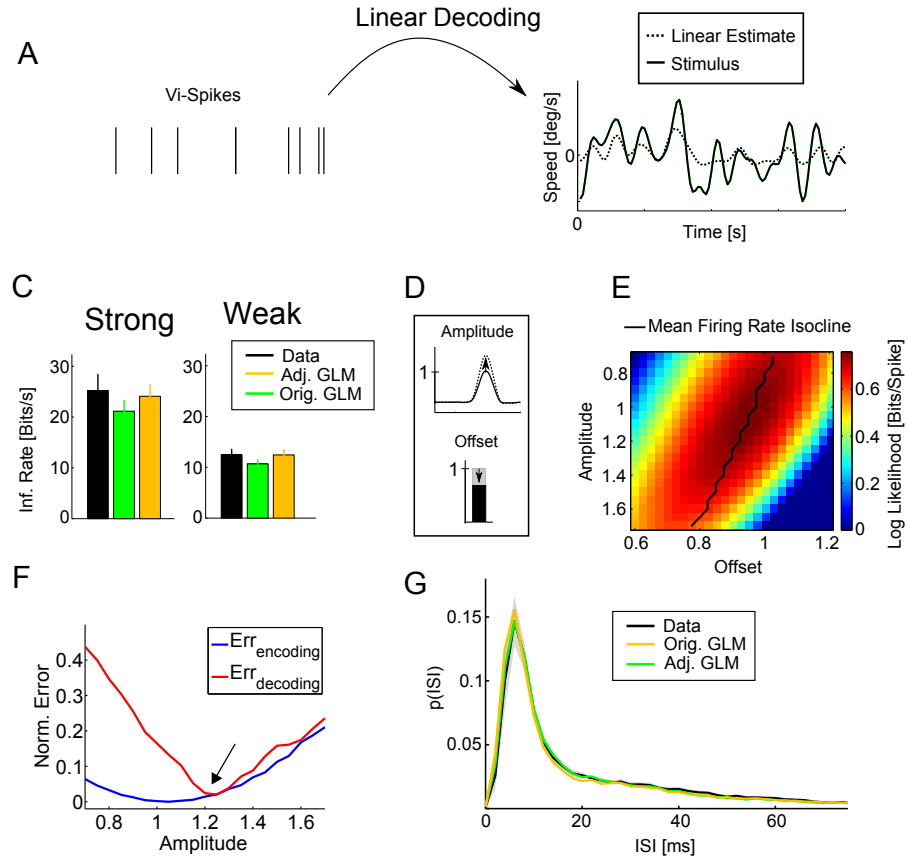 Linear Decoding
A
Vi-Spikes
Linear Estimate
Stimulus
Speed [deg/s]
0
0
Time [s]
C
Strong
Weak
Data
Adj. GLM
Orig. GLM
Inf. Rate [Bits/s]
30
20
10
0
30
20
10
0
D
Amplitude
1
Offset
1
E
Mean Firing Rate Isocline
Amplitude
0.8
1
1.2
1.4
1.6
0.6
0.8
1
1.2
Offset
0.6
0.4
0.2
0
Log Likelihood [Bits/Spike]
F
Err encoding
Err decoding
Norm. Error
0.4
0.3
0.2
0.1
0
0.8
1
1.2
1.4
1.6
Amplitude
G
Data
Orig. GLM
Adj. GLM
p(ISI)
0.15
0.10
0.05
0
20
40
60
ISI [ms]